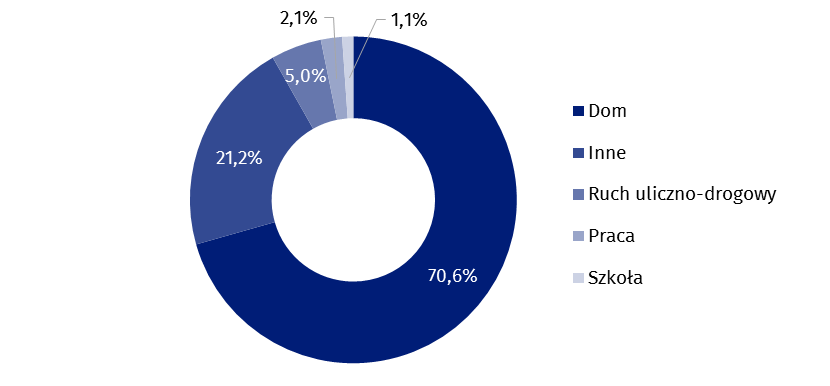 2,1%
1,1%
5,0%
21,2%
70,6%
Dom
Inne
Ruch uliczno-drogowy
Praca
Szkoła